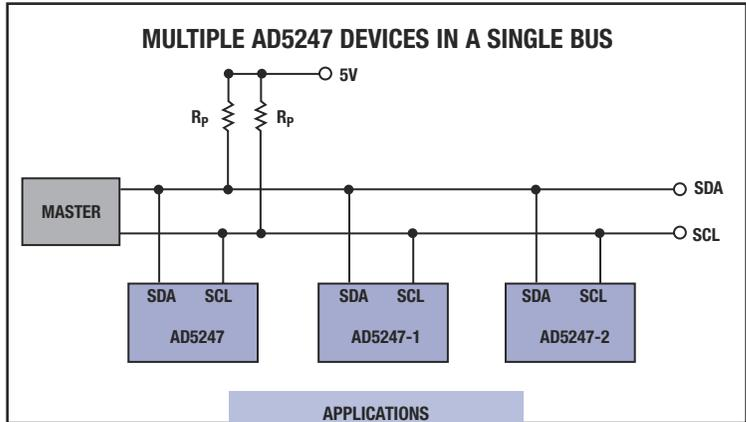 MULTIPLE AD5247 DEVICES IN A SINGLE BUS
5V
RP RP
SDA
MASTER
SCL
SDA SCL SDA SCL SDA SCL
AD5247 AD5247-1 AD5247-2
APPLICATIONS